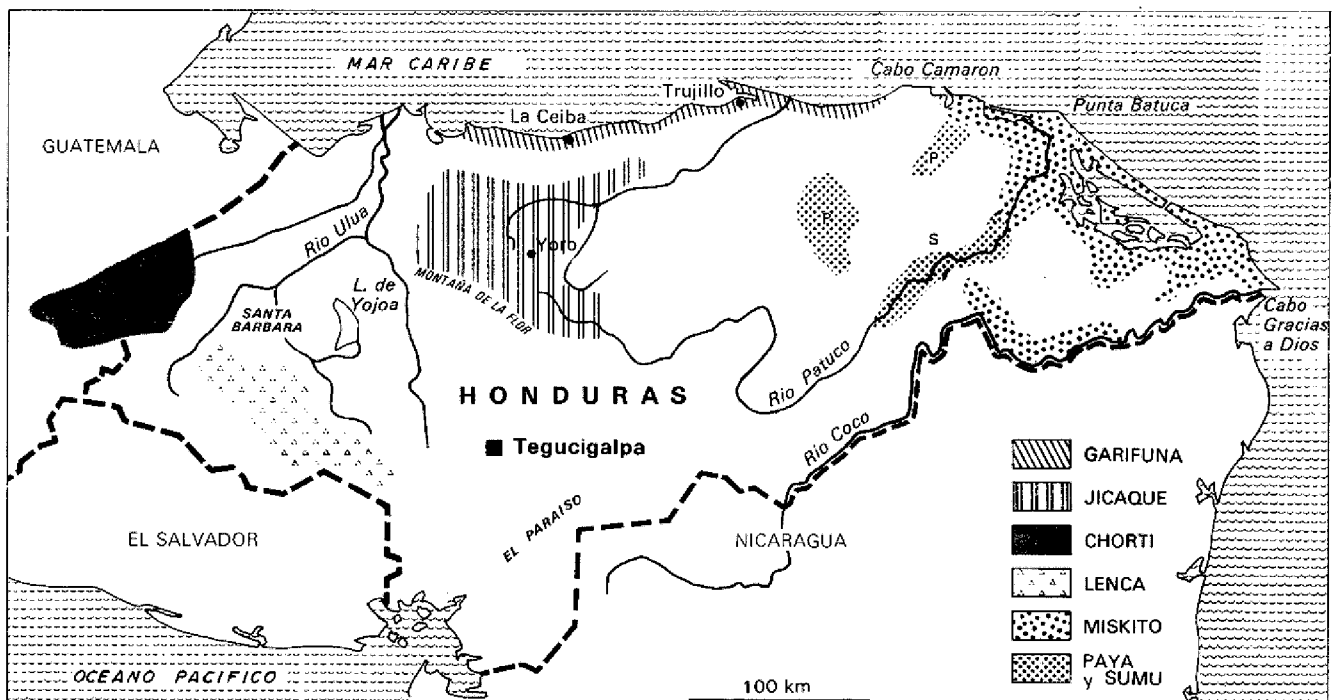 MAR CARIBE
Cabo Camaron
Trujillo
Punta Batuca
La Ceiba
GUATEMALA
P
P
Rio Ulua
S
Yoro
MONTAÑA DE LA FLOR
L. de
Yojoa
SANTA
BARBARA
Cabo
Gracias
a Dios
HONDURAS
Rio Patuco
Rio Coco
Tegucigalpa
GARIFUNA
JICAQUE
EL PARAISO
EL SALVADOR
NICARAGUA
CHORTI
LENCA
MISKITO
PAYA
y SUMU
OCEANO PACIFICO
100 km